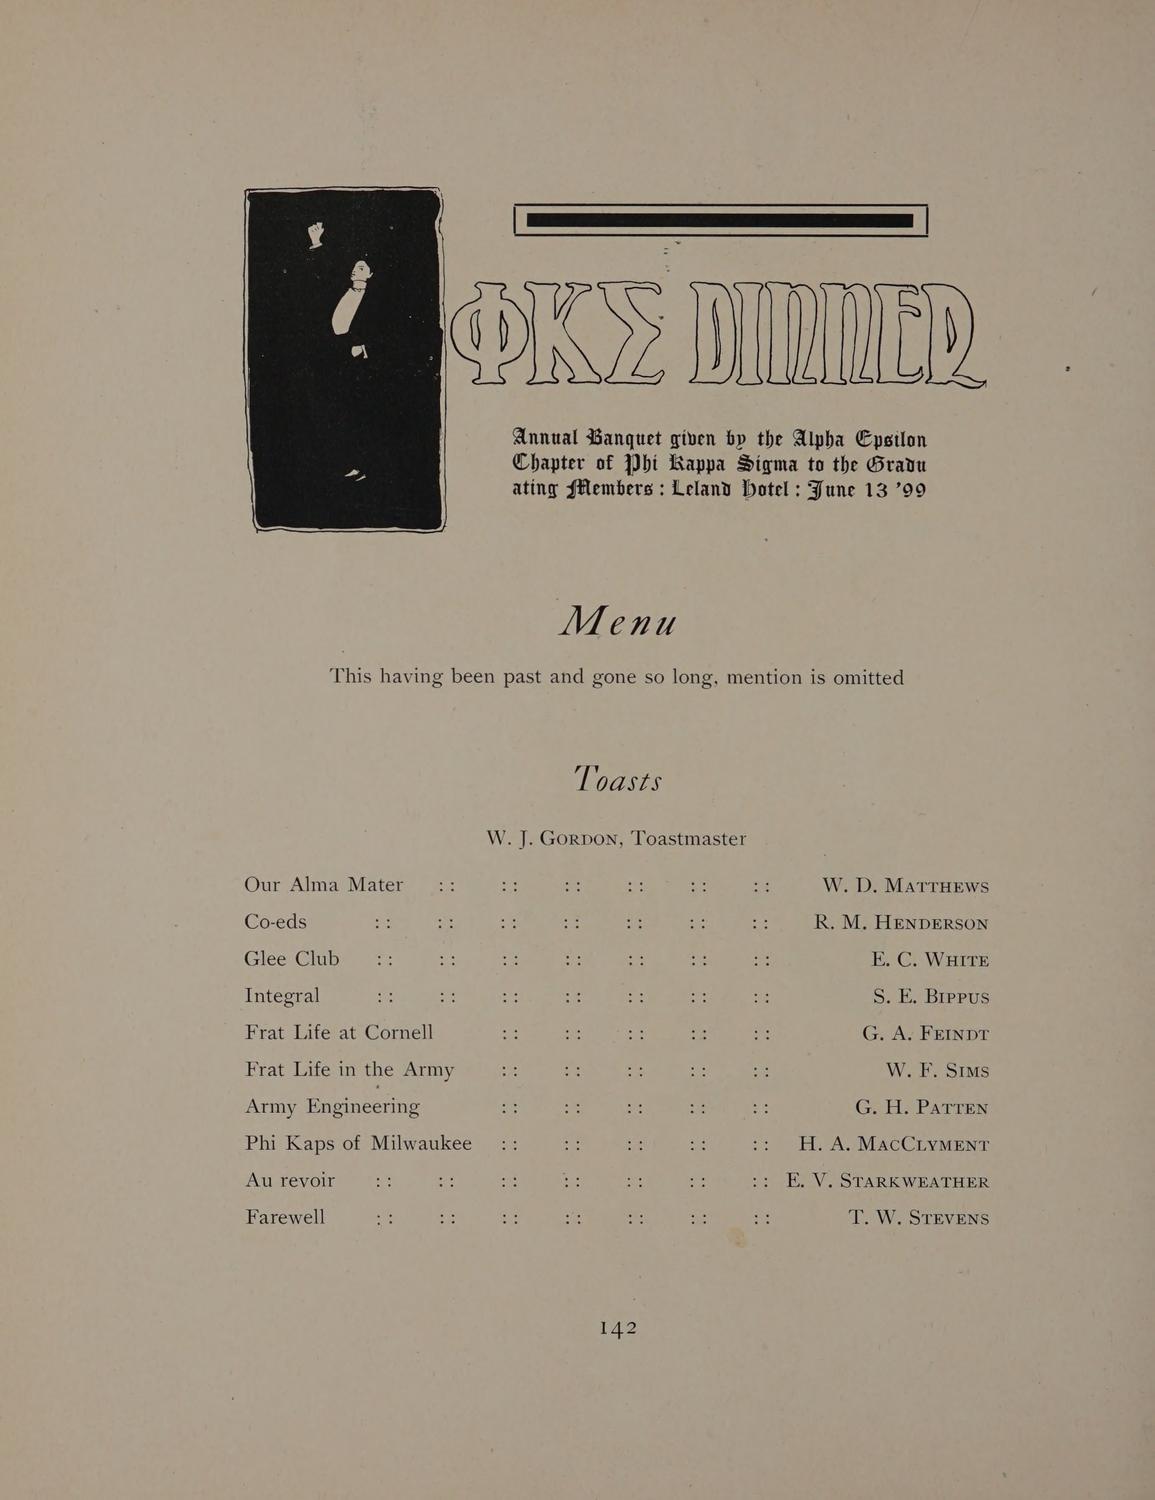 ΦΚΣ DINNER
Annual Banquet given by the Alpha Epsilon
Chapter of Phi Kappa Sigma to the Gradu
ating Members : Leland Hotel : June 13 '99
Menu
This having been past and gone so long, mention is omitted
Toasts
W. J. GORDON, Toastmaster
Our Alma Mater :: :: :: :: :: :: W. D. MATTHEWS
Co-eds :: :: :: :: :: :: :: R. M. HENDERSON
Glee Club :: :: :: :: :: :: :: E. C. WHITE
Integral :: :: :: :: :: :: :: S. E. BIPPUS
Frat Life at Cornell :: :: :: :: :: G. A. FEINDT
Frat Life in the Army :: :: :: :: :: W. F. SIMS
Army Engineering :: :: :: :: :: G. H. PATTEN
Phi Kaps of Milwaukee :: :: :: :: :: H. A. MACCLYMENT
Au revoir :: :: :: :: :: :: :: E. V. STARKWEATHER
Farewell :: :: :: :: :: :: :: T. W. STEVENS
142